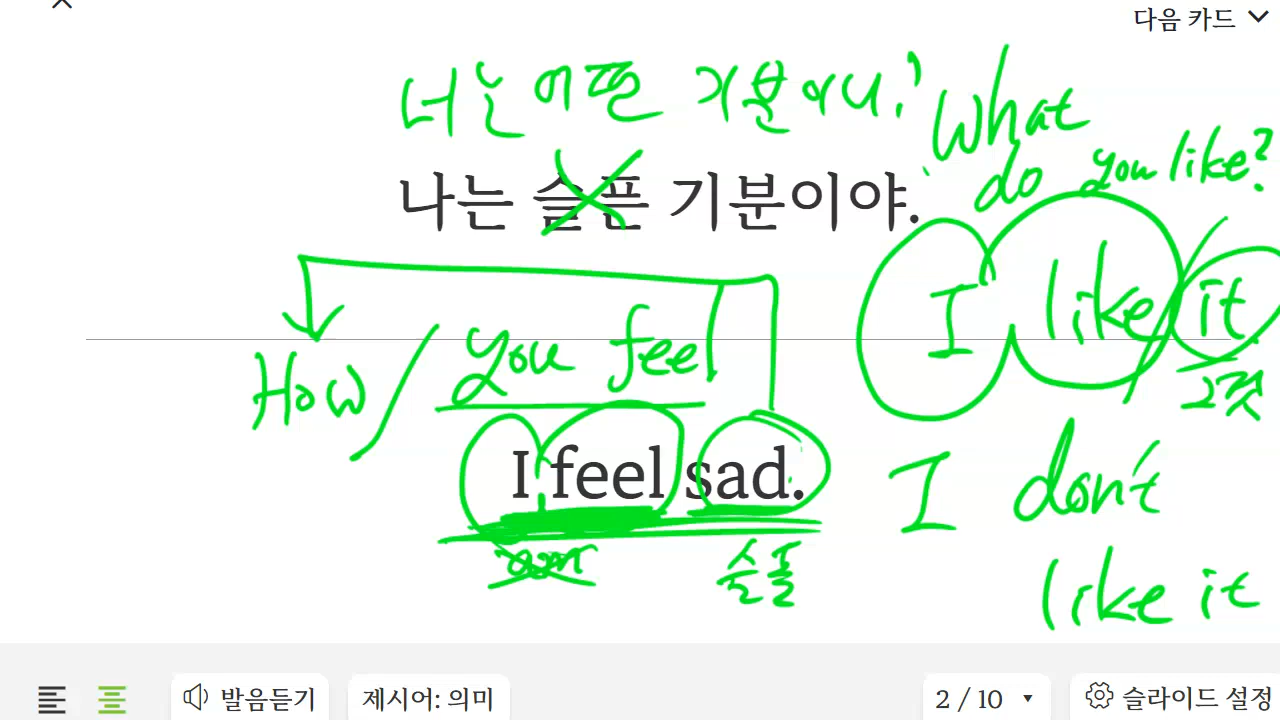 다음 카드
너는 어떤 기분이니?
What
do you like?
나는 슬픈 기분이야.
I like it
그것
How / you feel
I feel sad.
슬플
I don't
like it
발음듣기
제시어: 의미
2 / 10
슬라이드 설정